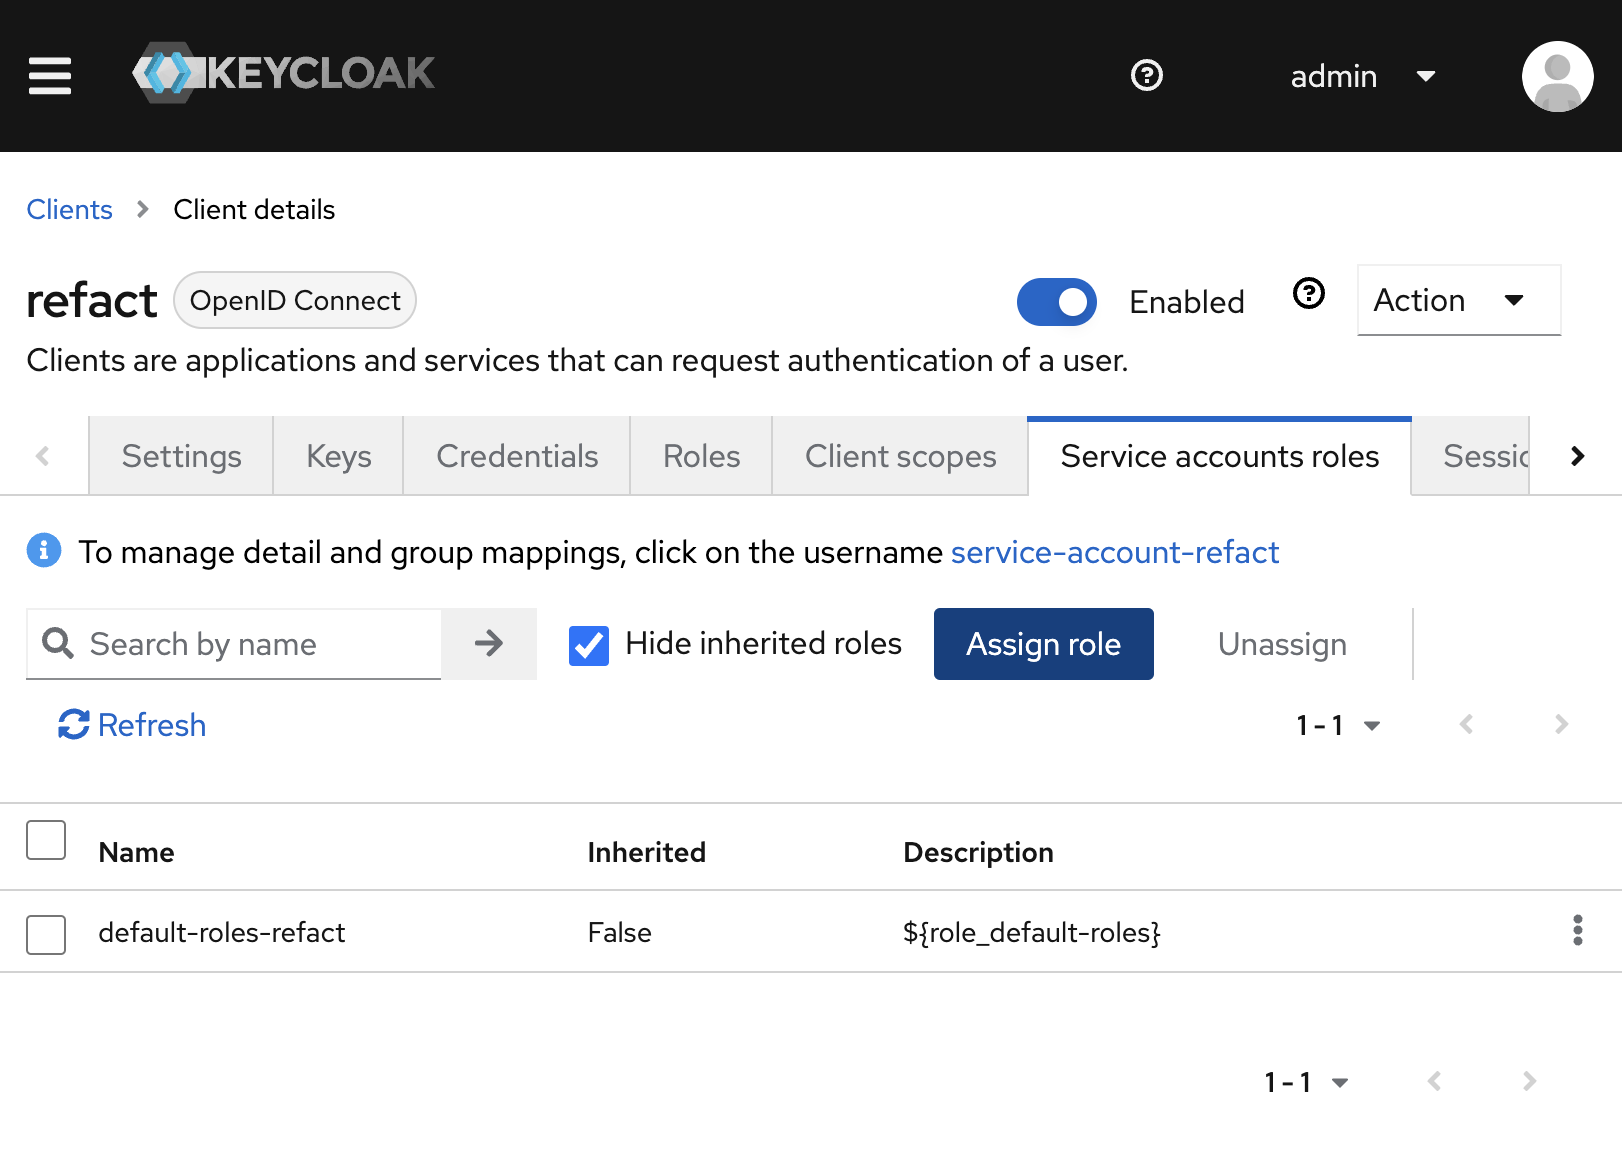 KEYCLOAK
admin
Clients Client details
refact OpenID Connect Enabled Action
Clients are applications and services that can request authentication of a user.
Settings Keys Credentials Roles Client scopes Service accounts roles Sessic
To manage detail and group mappings, click on the username service-account-refact
Search by name Hide inherited roles Assign role Unassign
Refresh 1 - 1
Name Inherited Description
default-roles-refact False ${role_default-roles}
1 - 1